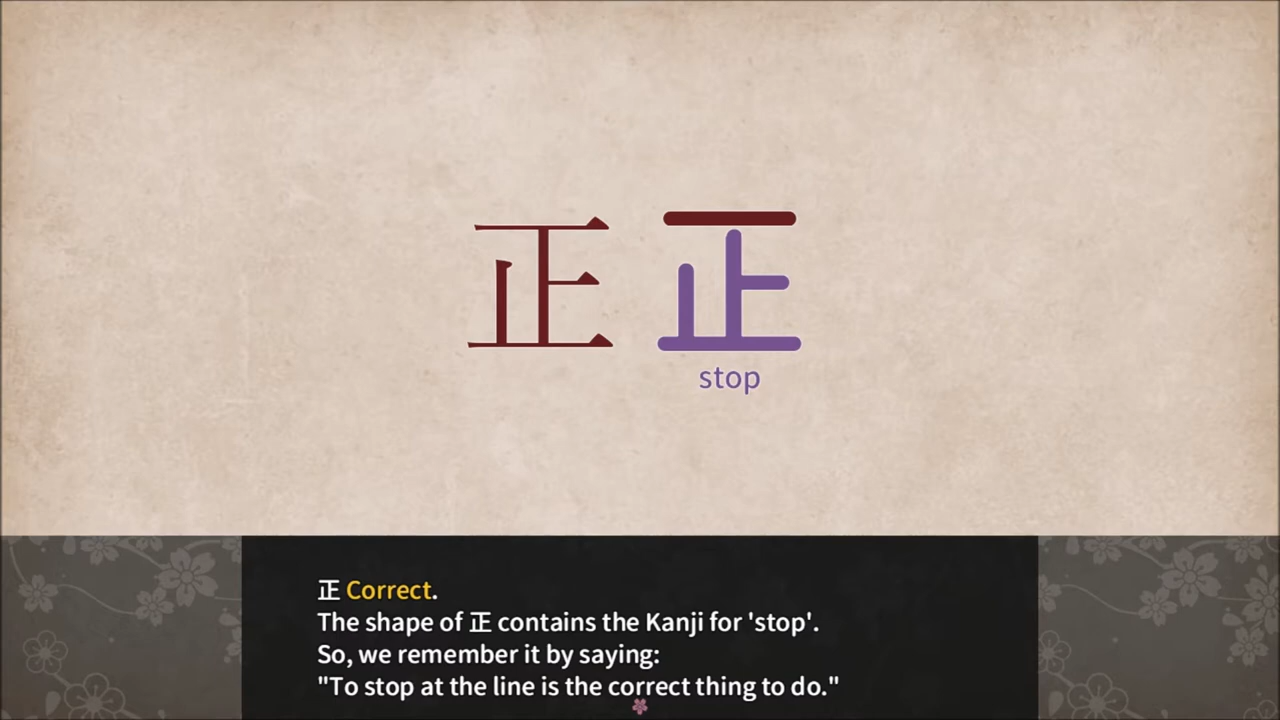 正 正
stop
正 Correct.
The shape of 正 contains the Kanji for 'stop'.
So, we remember it by saying:
"To stop at the line is the correct thing to do."